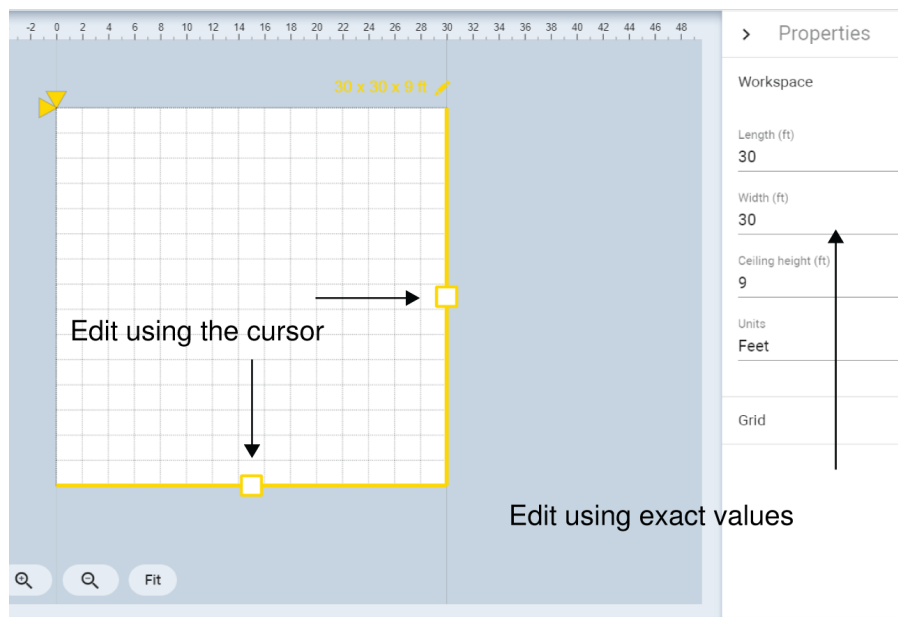 -2 0 2 4 6 8 10 12 14 16 18 20 22 24 26 28 30 32 34 36 38 40 42 44 46 48
Properties
30 x 30 x 9 ft
Workspace
Length (ft)
30
Width (ft)
30
Ceiling height (ft)
9
Edit using the cursor
Units
Feet
Grid
Edit using exact values
Fit